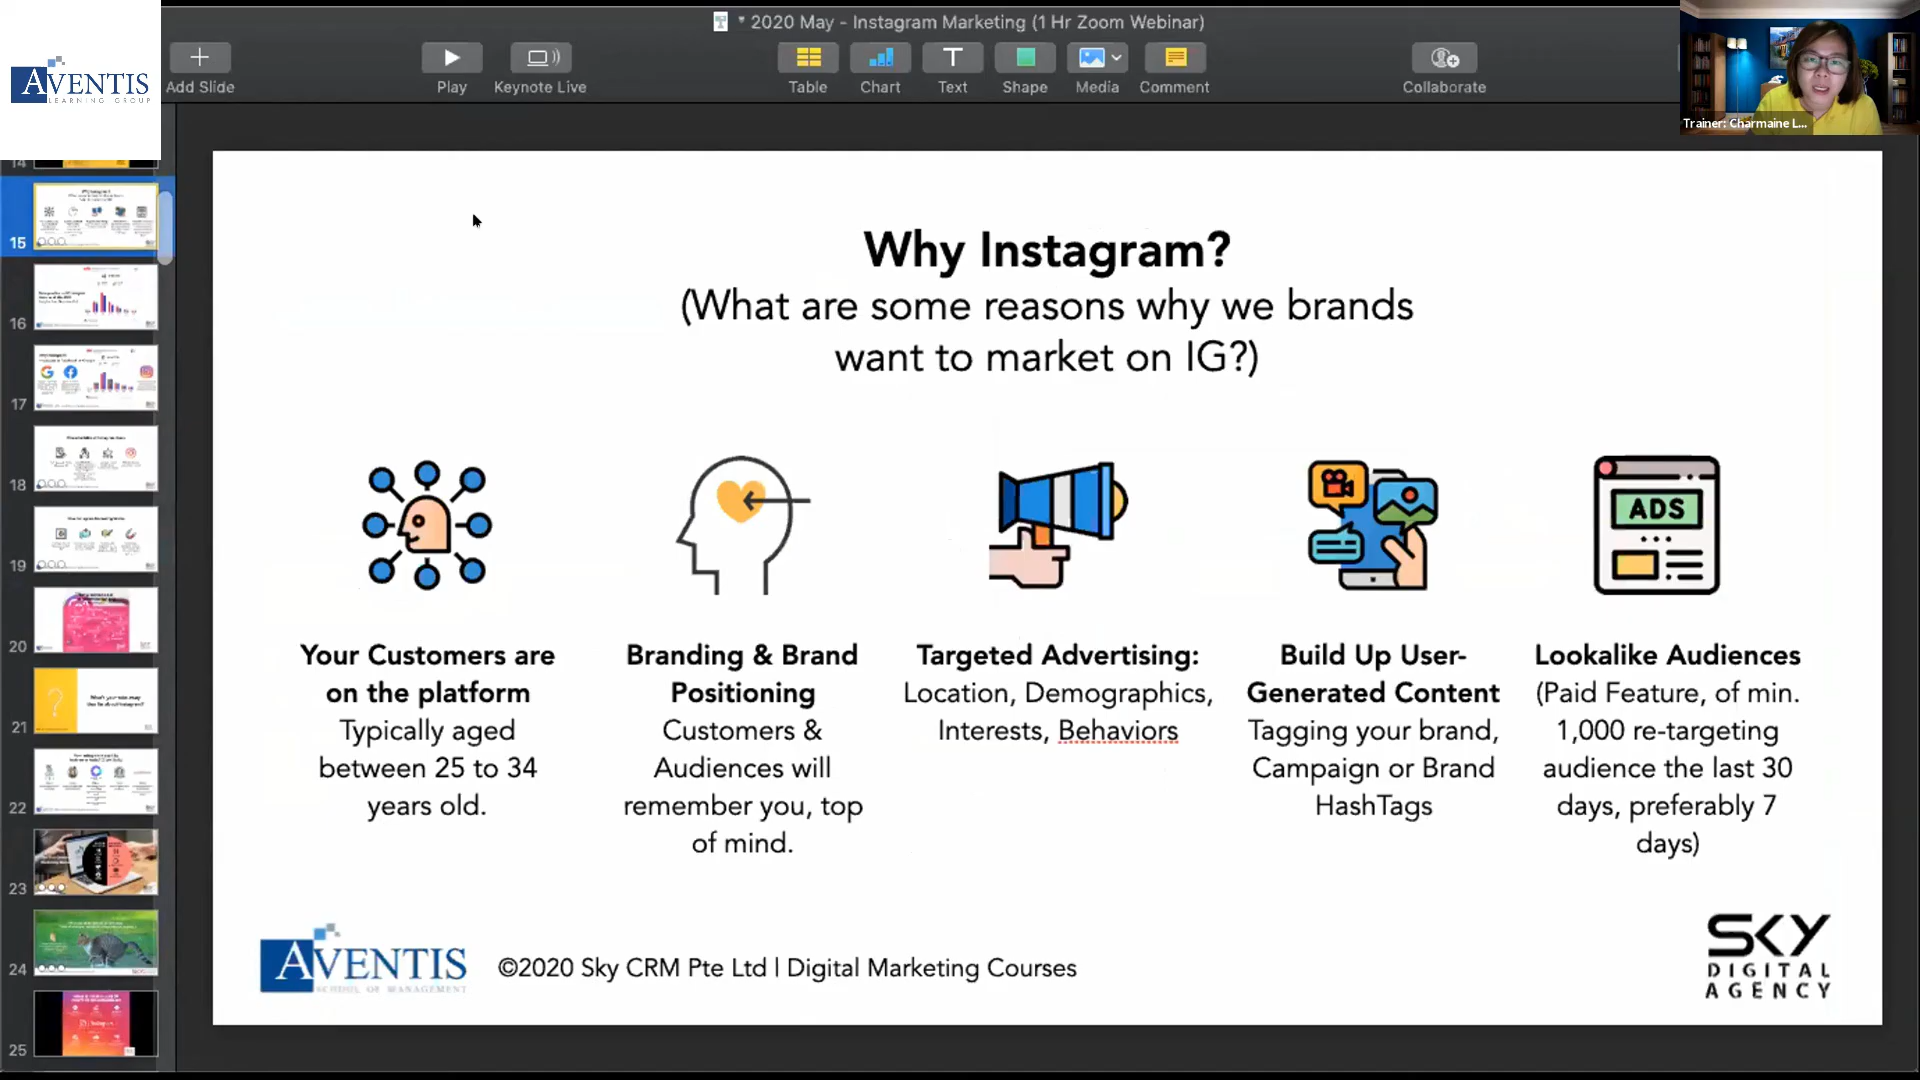 * 2020 May - Instagram Marketing (1 Hr Zoom Webinar)
AVENTIS
LEARNING GROUP
Add Slide
Play
Keynote Live
Table
Chart
Text
Shape
Media
Comment
Collaborate
Trainer: Charmaine L...
14
15
16
17
18
19
20
21
22
23
24
25
Why Instagram?
(What are some reasons why we brands
want to market on IG?)
ADS
Your Customers are
on the platform
Typically aged
between 25 to 34
years old.
Branding & Brand
Positioning
Customers &
Audiences will
remember you, top
of mind.
Targeted Advertising:
Location, Demographics,
Interests, Behaviors
Build Up User-
Generated Content
Tagging your brand,
Campaign or Brand
HashTags
Lookalike Audiences
(Paid Feature, of min.
1,000 re-targeting
audience the last 30
days, preferably 7
days)
AVENTIS
SCHOOL OF MANAGEMENT
©2020 Sky CRM Pte Ltd | Digital Marketing Courses
SKY
DIGITAL
AGENCY